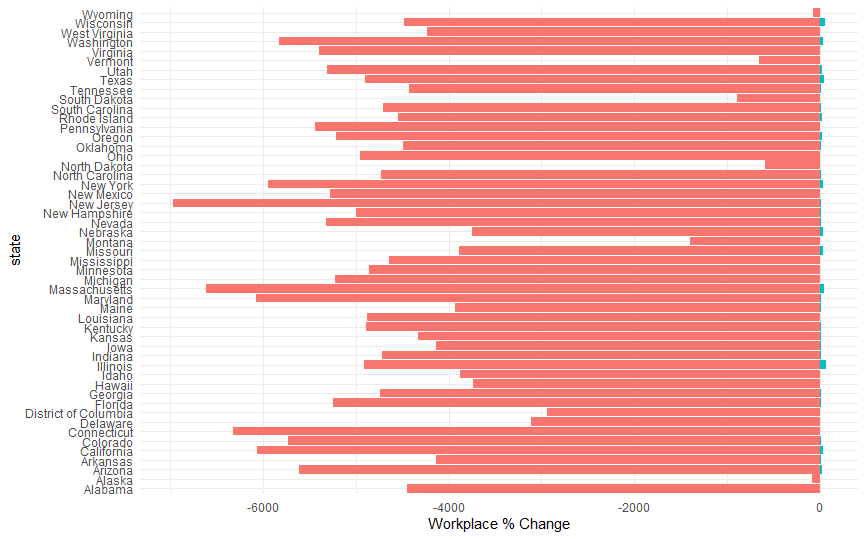 Wyoming
Wisconsin
West Virginia
Washington
Virginia
Vermont
Utah
Texas
Tennessee
South Dakota
South Carolina
Rhode Island
Pennsylvania
Oregon
Oklahoma
Ohio
North Dakota
North Carolina
New York
New Mexico
New Jersey
New Hampshire
Nevada
Nebraska
Montana
Missouri
Mississippi
Minnesota
Michigan
Massachusetts
Maryland
Maine
Louisiana
Kentucky
Kansas
Iowa
Indiana
Illinois
Idaho
Hawaii
Georgia
Florida
District of Columbia
Delaware
Connecticut
Colorado
California
Arkansas
Arizona
Alaska
Alabama
state
-6000 -4000 -2000 0
Workplace % Change